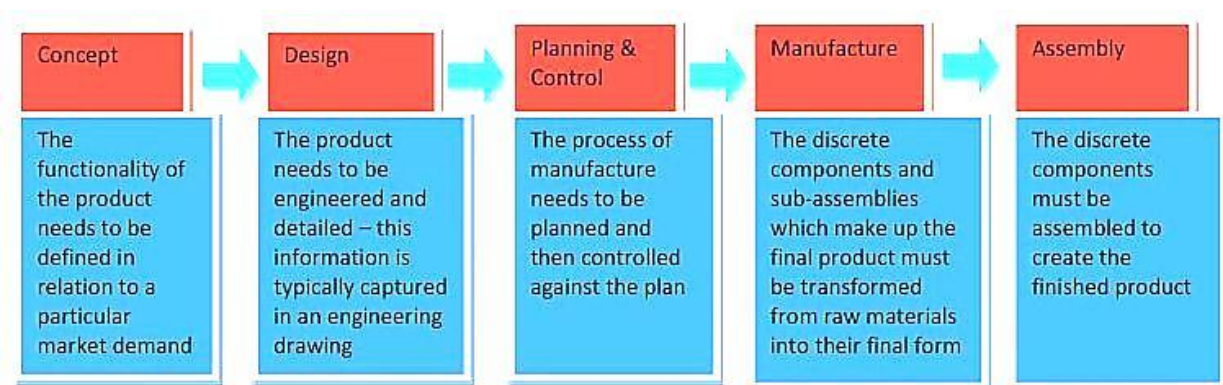 Concept
Design
Planning &
Control
Manufacture
Assembly
The
functionality of
the product
needs to be
defined in
relation to a
particular
market demand
The product
needs to be
engineered and
detailed – this
information is
typically captured
in an engineering
drawing
The process of
manufacture
needs to be
planned and
then controlled
against the plan
The discrete
components and
sub-assemblies
which make up the
final product must
be transformed
from raw materials
into their final form
The discrete
components
must be
assembled to
create the
finished product